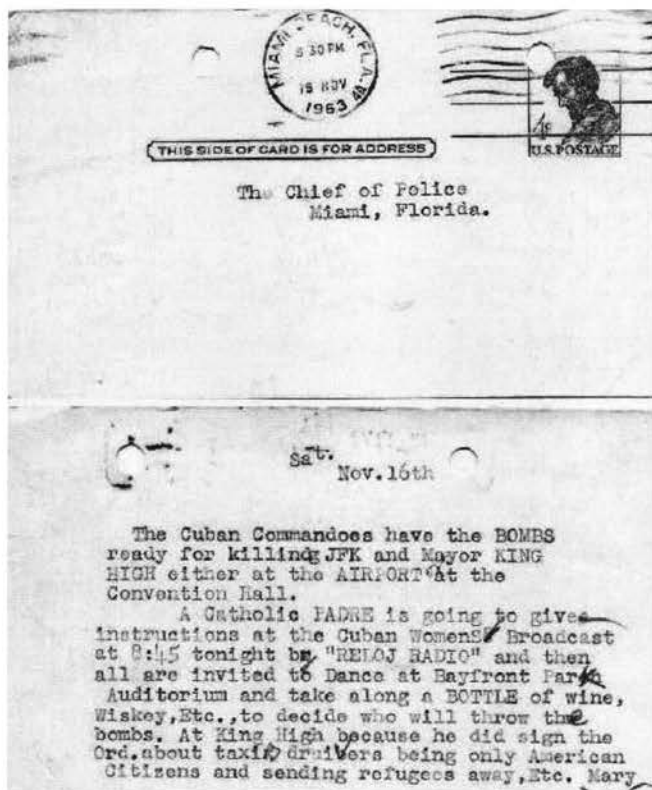 MIAMI BEACH, FLA.
5 30 PM
16 NOV
1963
4¢
U.S. POSTAGE
THIS SIDE OF CARD IS FOR ADDRESS
The Chief of Police
Miami, Florida.
Sat.
Nov.16th
The Cuban Commandoes have the BOMBS
ready for killing JFK and Mayor KING
HIGH either at the AIRPORT at the
Convention Hall.
A Catholic PADRE is going to give
instructions at the Cuban WomenS Broadcast
at 8:45 tonight by "RELOJ RADIO" and then
all are invited to Dance at Bayfront Park
Auditorium and take along a BOTTLE of wine,
Wiskey,Etc.,to decide who will throw the
bombs. At King High because he did sign the
Ord.about taxi druivers being only American
Citizens and sending refugees away,Etc. Mary